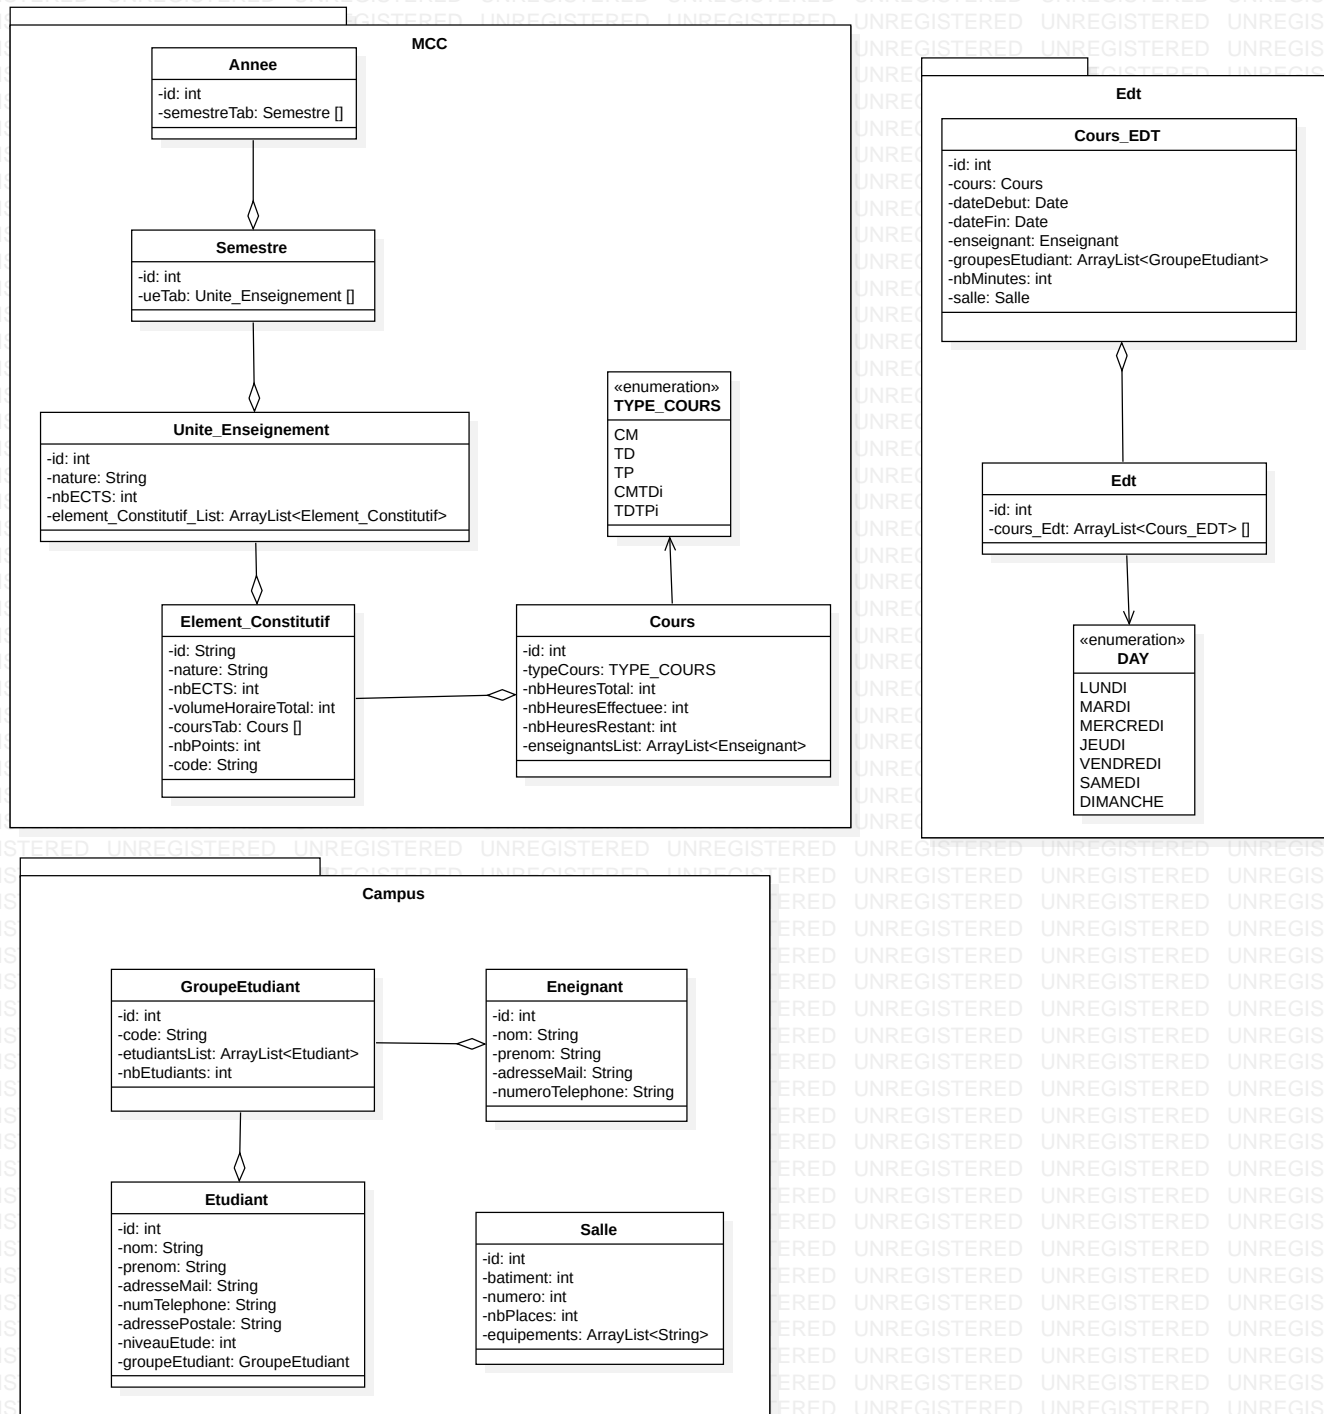 MCC
Annee
-id: int
-semestreTab: Semestre []
Semestre
-id: int
-ueTab: Unite_Enseignement []
Unite_Enseignement
-id: int
-nature: String
-nbECTS: int
-element_Constitutif_List: ArrayList<Element_Constitutif>
«enumeration»
TYPE_COURS
CM
TD
TP
CMTDi
TDTPi
Element_Constitutif
-id: String
-nature: String
-nbECTS: int
-volumeHoraireTotal: int
-coursTab: Cours []
-nbPoints: int
-code: String
Cours
-id: int
-typeCours: TYPE_COURS
-nbHeuresTotal: int
-nbHeuresEffectuee: int
-nbHeuresRestant: int
-enseignantsList: ArrayList<Enseignant>
Edt
Cours_EDT
-id: int
-cours: Cours
-dateDebut: Date
-dateFin: Date
-enseignant: Enseignant
-groupesEtudiant: ArrayList<GroupeEtudiant>
-nbMinutes: int
-salle: Salle
Edt
-id: int
-cours_Edt: ArrayList<Cours_EDT> []
«enumeration»
DAY
LUNDI
MARDI
MERCREDI
JEUDI
VENDREDI
SAMEDI
DIMANCHE
Campus
GroupeEtudiant
-id: int
-code: String
-etudiantsList: ArrayList<Etudiant>
-nbEtudiants: int
Eneignant
-id: int
-nom: String
-prenom: String
-adresseMail: String
-numeroTelephone: String
Etudiant
-id: int
-nom: String
-prenom: String
-adresseMail: String
-numTelephone: String
-adressePostale: String
-niveauEtude: int
-groupeEtudiant: GroupeEtudiant
Salle
-id: int
-batiment: int
-numero: int
-nbPlaces: int
-equipements: ArrayList<String>
UNREGISTERED